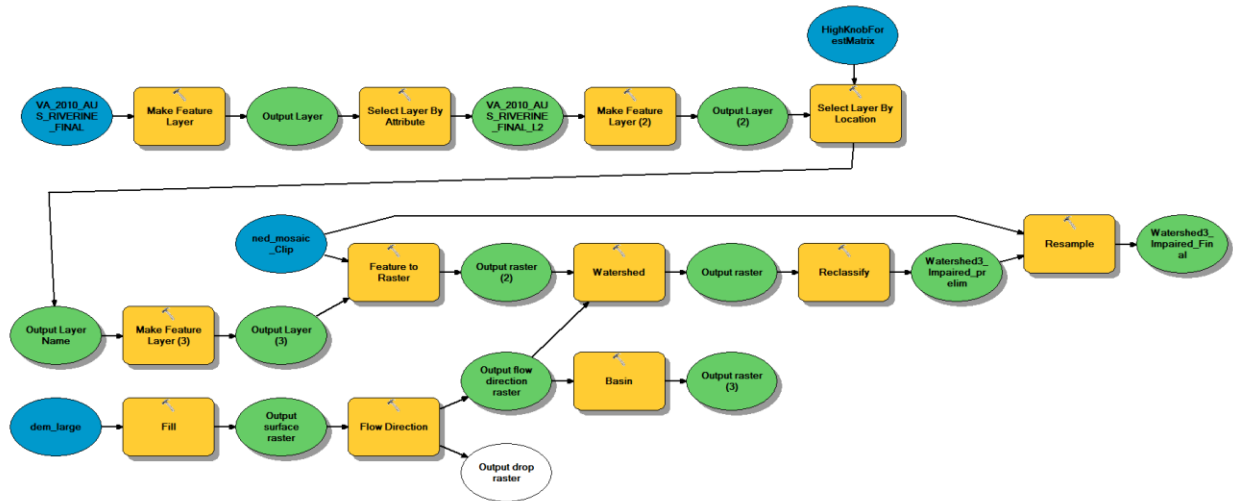 HighKnobFor
estMatrix
VA_2010_AU
S_RIVERINE
_FINAL
Make Feature
Layer
Output Layer
Select Layer By
Attribute
VA_2010_AU
S_RIVERINE
_FINAL_L2
Make Feature
Layer (2)
Output Layer
(2)
Select Layer By
Location
ned_mosaic
_Clip
Feature to
Raster
Output raster
(2)
Watershed
Output raster
Reclassify
Watershed3_
Impaired_pr
elim
Resample
Watershed3_
Impaired_Fin
al
Output Layer
Name
Make Feature
Layer (3)
Output Layer
(3)
Output flow
direction
raster
Basin
Output raster
(3)
dem_large
Fill
Output
surface
raster
Flow Direction
Output drop
raster